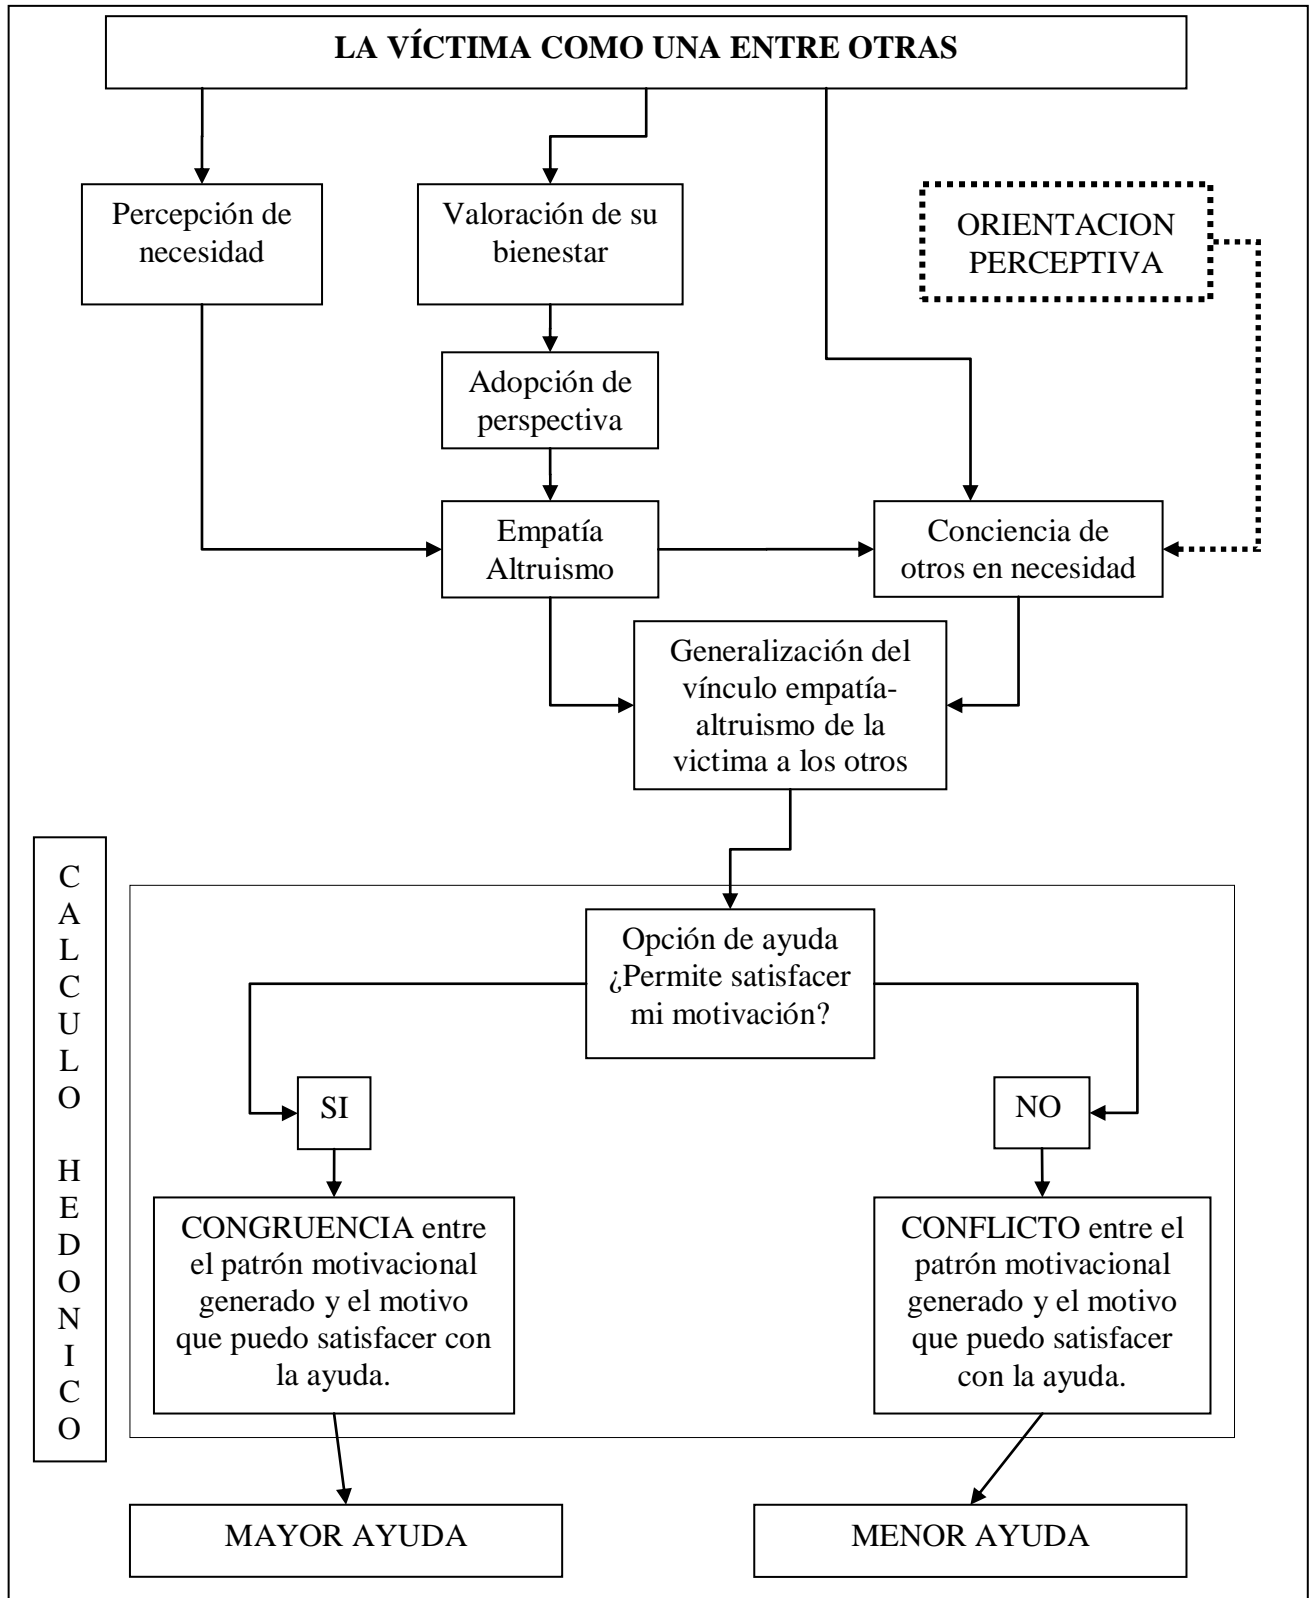 LA VÍCTIMA COMO UNA ENTRE OTRAS
Percepción de
necesidad
Valoración de su
bienestar
ORIENTACION
PERCEPTIVA
Adopción de
perspectiva
Empatía
Altruismo
Conciencia de
otros en necesidad
Generalización del
vínculo empatía-
altruismo de la
victima a los otros
C
A
L
C
U
L
O
H
E
D
O
N
I
C
O
Opción de ayuda
¿Permite satisfacer
mi motivación?
SI
NO
CONGRUENCIA entre
el patrón motivacional
generado y el motivo
que puedo satisfacer con
la ayuda.
CONFLICTO entre el
patrón motivacional
generado y el motivo
que puedo satisfacer
con la ayuda.
MAYOR AYUDA
MENOR AYUDA